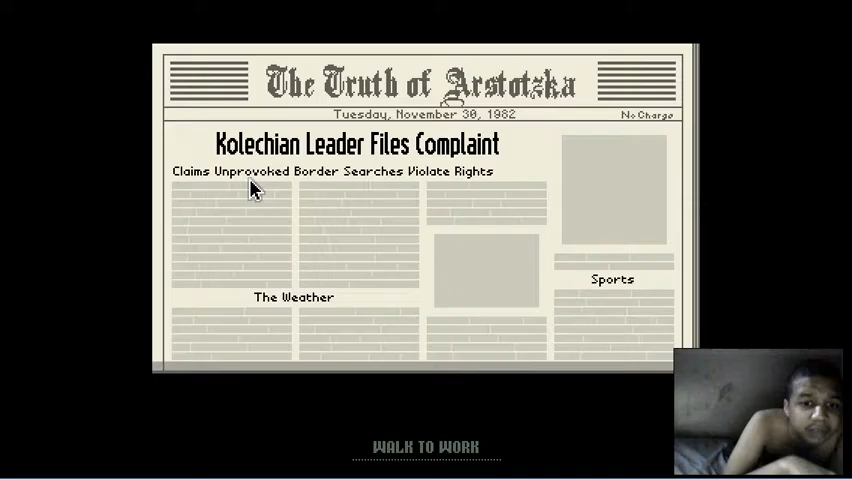 The Truth of Arstotzka
Tuesday, November 30, 1982
No Charge
Kolechian Leader Files Complaint
Claims Unprovoked Border Searches Violate Rights
Sports
The Weather
WALK TO WORK